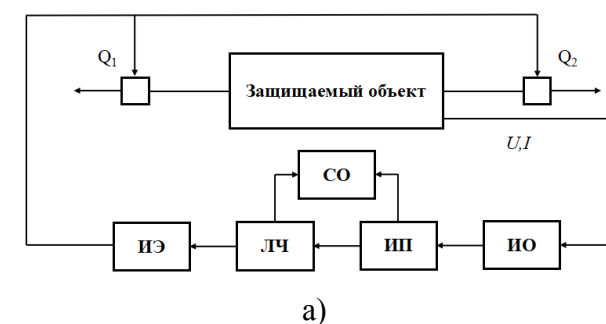 Q1 Q2
Защищаемый объект
U,I
СО
ИЭ ЛЧ ИП ИО
а)